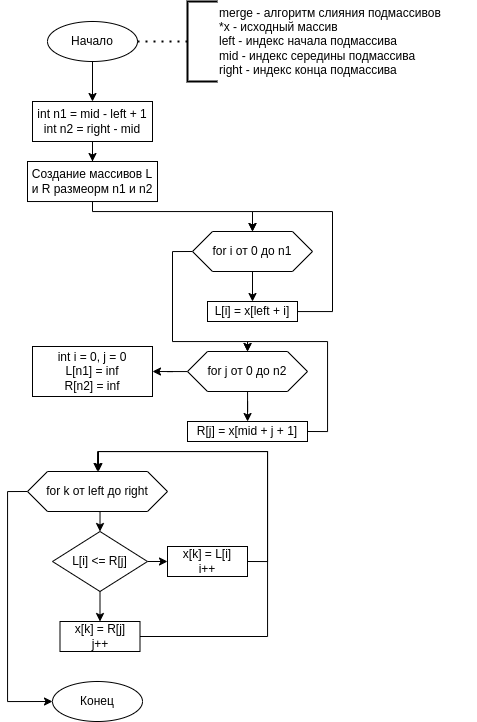 merge - алгоритм слияния подмассивов
*x - исходный массив
left - индекс начала подмассива
mid - индекс середины подмассива
right - индекс конца подмассива
Начало
int n1 = mid - left + 1
int n2 = right - mid
Создание массивов L
и R размеорм n1 и n2
for i от 0 до n1
L[i] = x[left + i]
for j от 0 до n2
int i = 0, j = 0
L[n1] = inf
R[n2] = inf
R[j] = x[mid + j + 1]
for k от left до right
L[i] <= R[j]
x[k] = L[i]
i++
x[k] = R[j]
j++
Конец